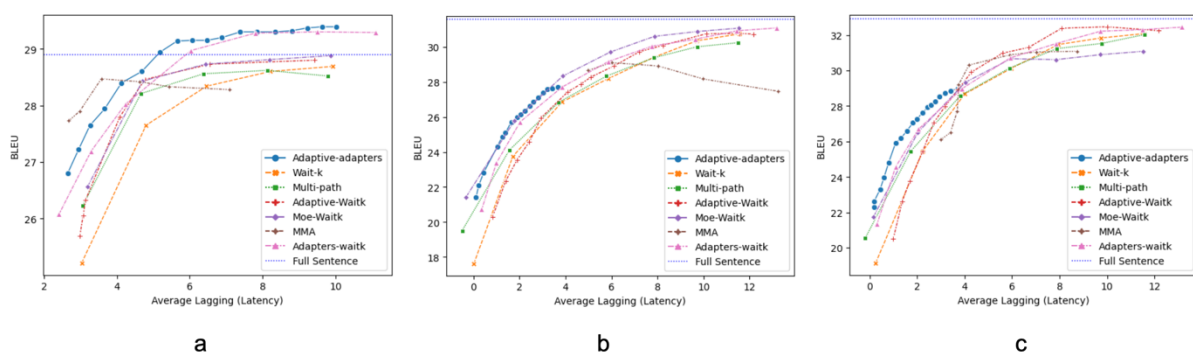 BLEU
29
28
27
26
2
4
6
8
10
Average Lagging (Latency)
Adaptive-adapters
Wait-k
Multi-path
Adaptive-Waitk
Moe-Waitk
MMA
Adapters-waitk
Full Sentence
a
BLEU
30
28
26
24
22
20
18
0
2
4
6
8
10
12
Average Lagging (Latency)
Adaptive-adapters
Wait-k
Multi-path
Adaptive-Waitk
Moe-Waitk
MMA
Adapters-waitk
Full Sentence
b
BLEU
32
30
28
26
24
22
20
0
2
4
6
8
10
12
Average Lagging (Latency)
Adaptive-adapters
Wait-k
Multi-path
Adaptive-Waitk
Moe-Waitk
MMA
Adapters-waitk
Full Sentence
c